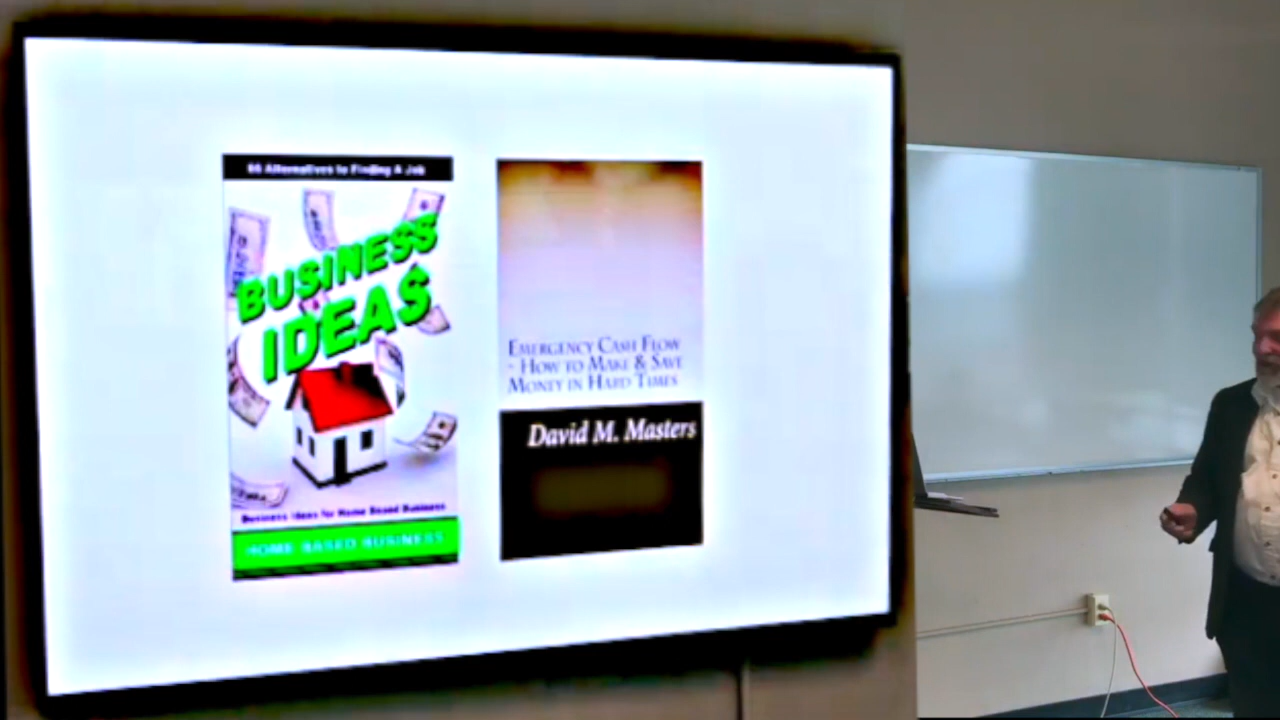 66 Alternatives to Finding A Job
BUSINESS
IDEAS
Business Ideas for Home Based Business
HOME BASED BUSINESS
EMERGENCY CASH FLOW
- HOW TO MAKE & SAVE
MONEY IN HARD TIMES
David M. Masters